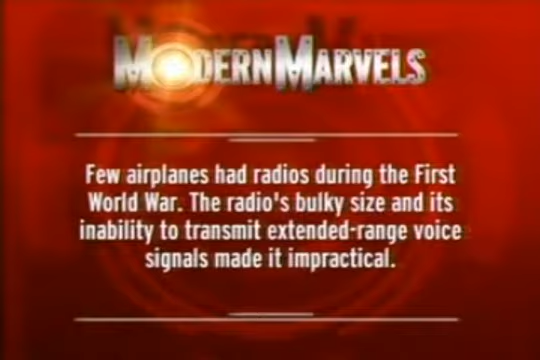 MODERN MARVELS
Few airplanes had radios during the First
World War. The radio's bulky size and its
inability to transmit extended-range voice
signals made it impractical.